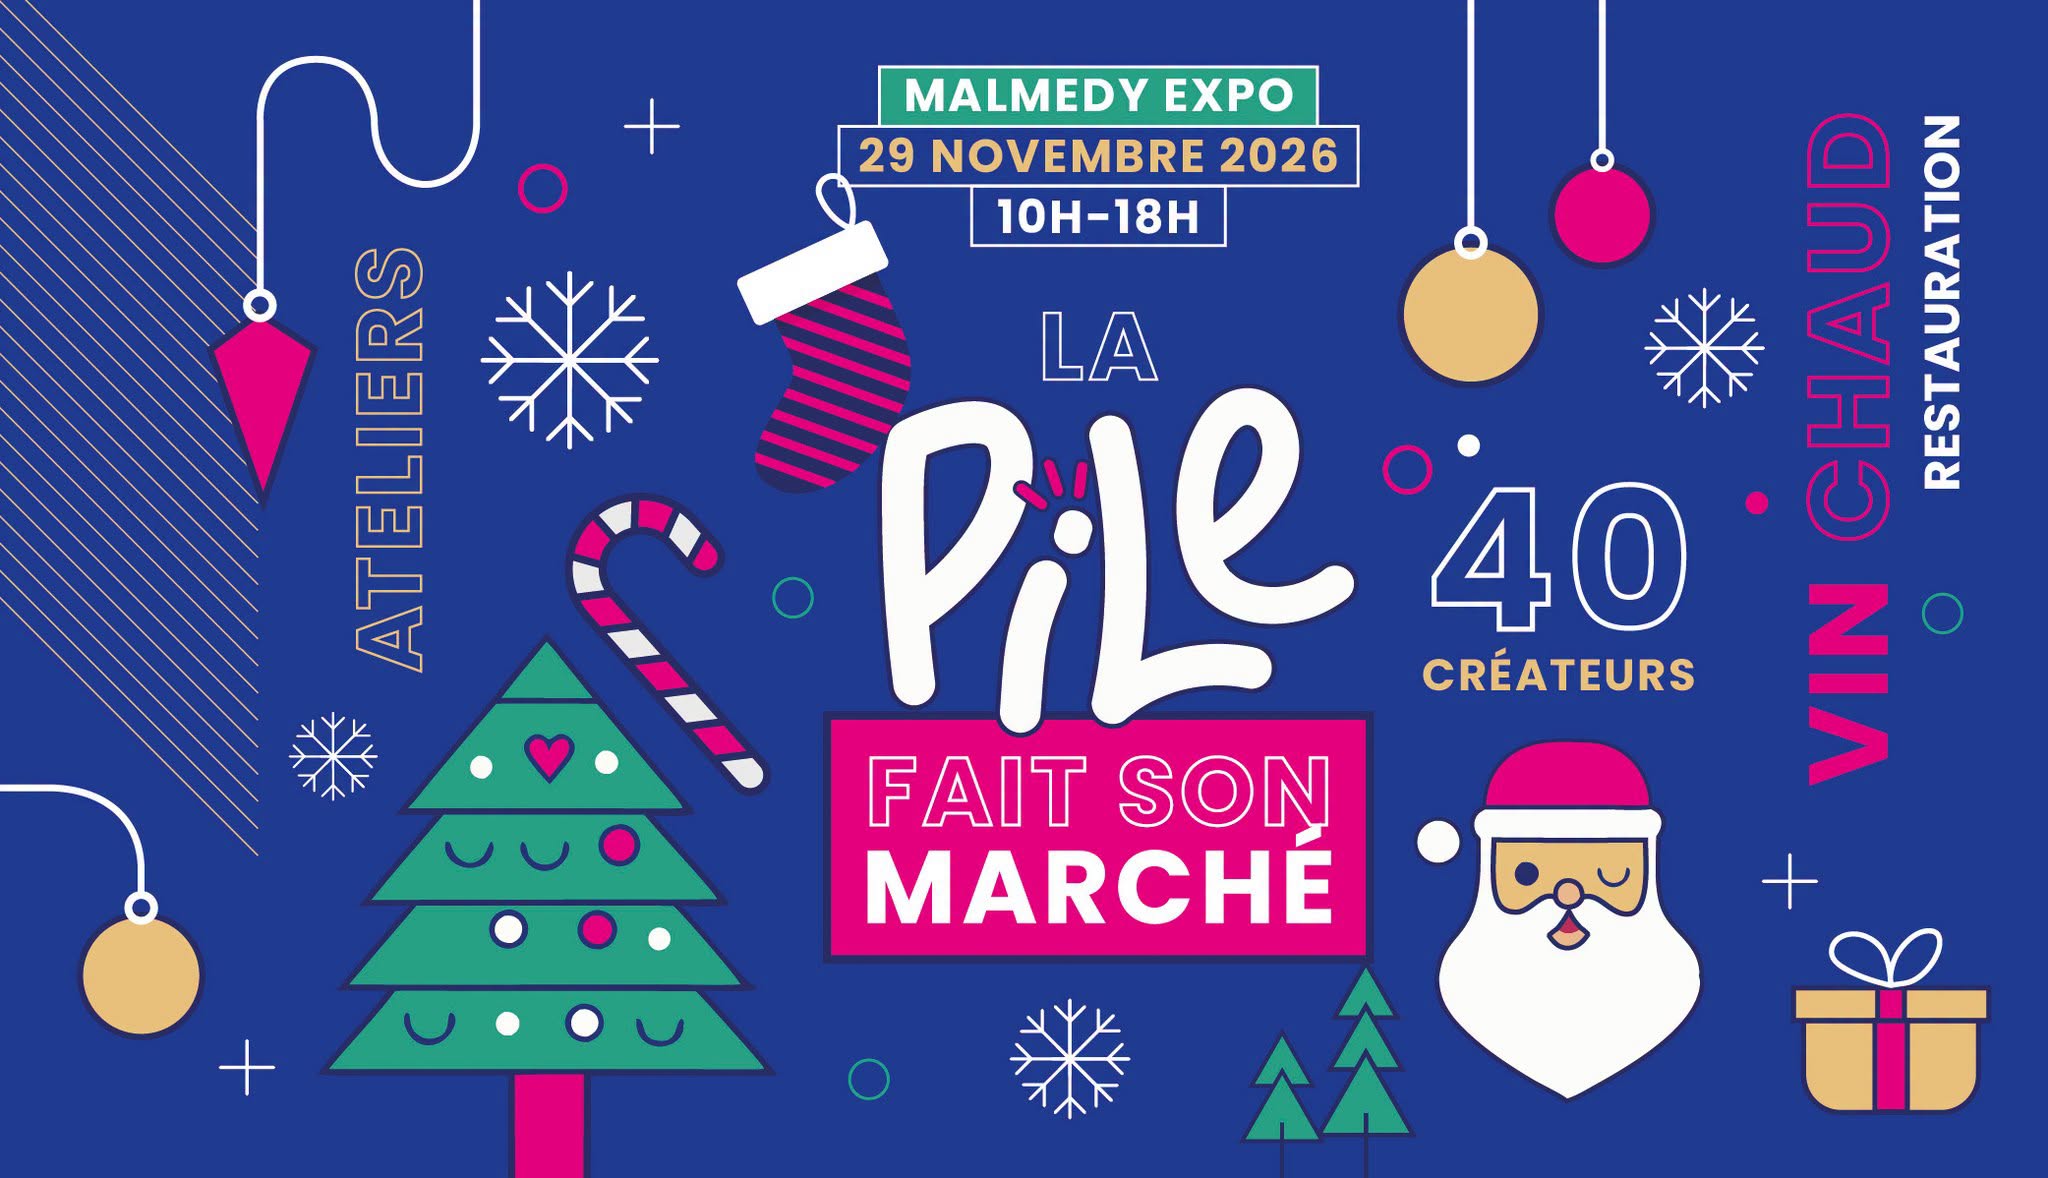 MALMEDY EXPO
29 NOVEMBRE 2026
10H-18H
ATELIERS
LA
PiLe
FAIT SON
MARCHÉ
40
CRÉATEURS
VIN CHAUD
RESTAURATION